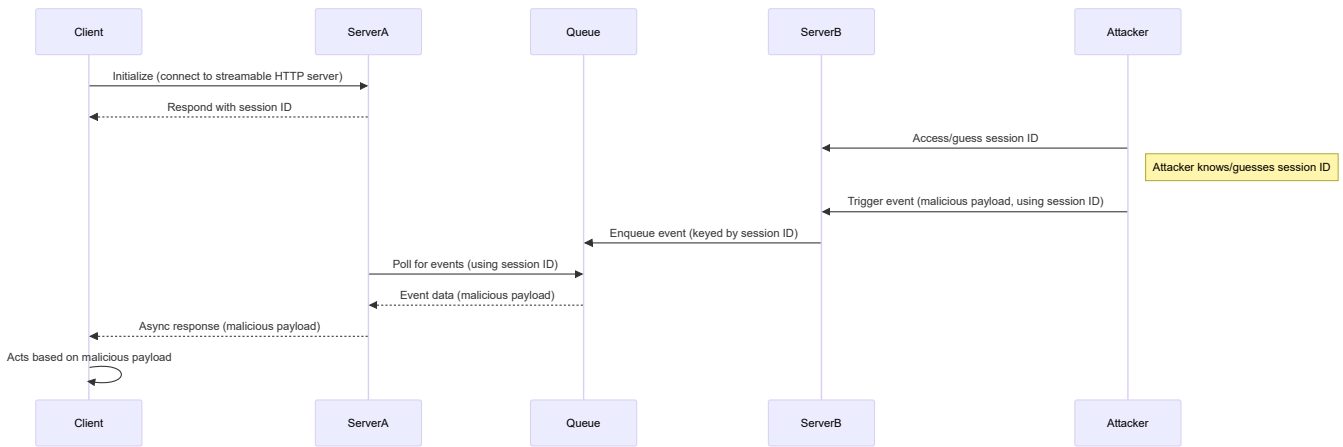 Client
ServerA
Queue
ServerB
Attacker
Initialize (connect to streamable HTTP server)
Respond with session ID
Access/guess session ID
Attacker knows/guesses session ID
Trigger event (malicious payload, using session ID)
Enqueue event (keyed by session ID)
Poll for events (using session ID)
Event data (malicious payload)
Async response (malicious payload)
Acts based on malicious payload
Client
ServerA
Queue
ServerB
Attacker